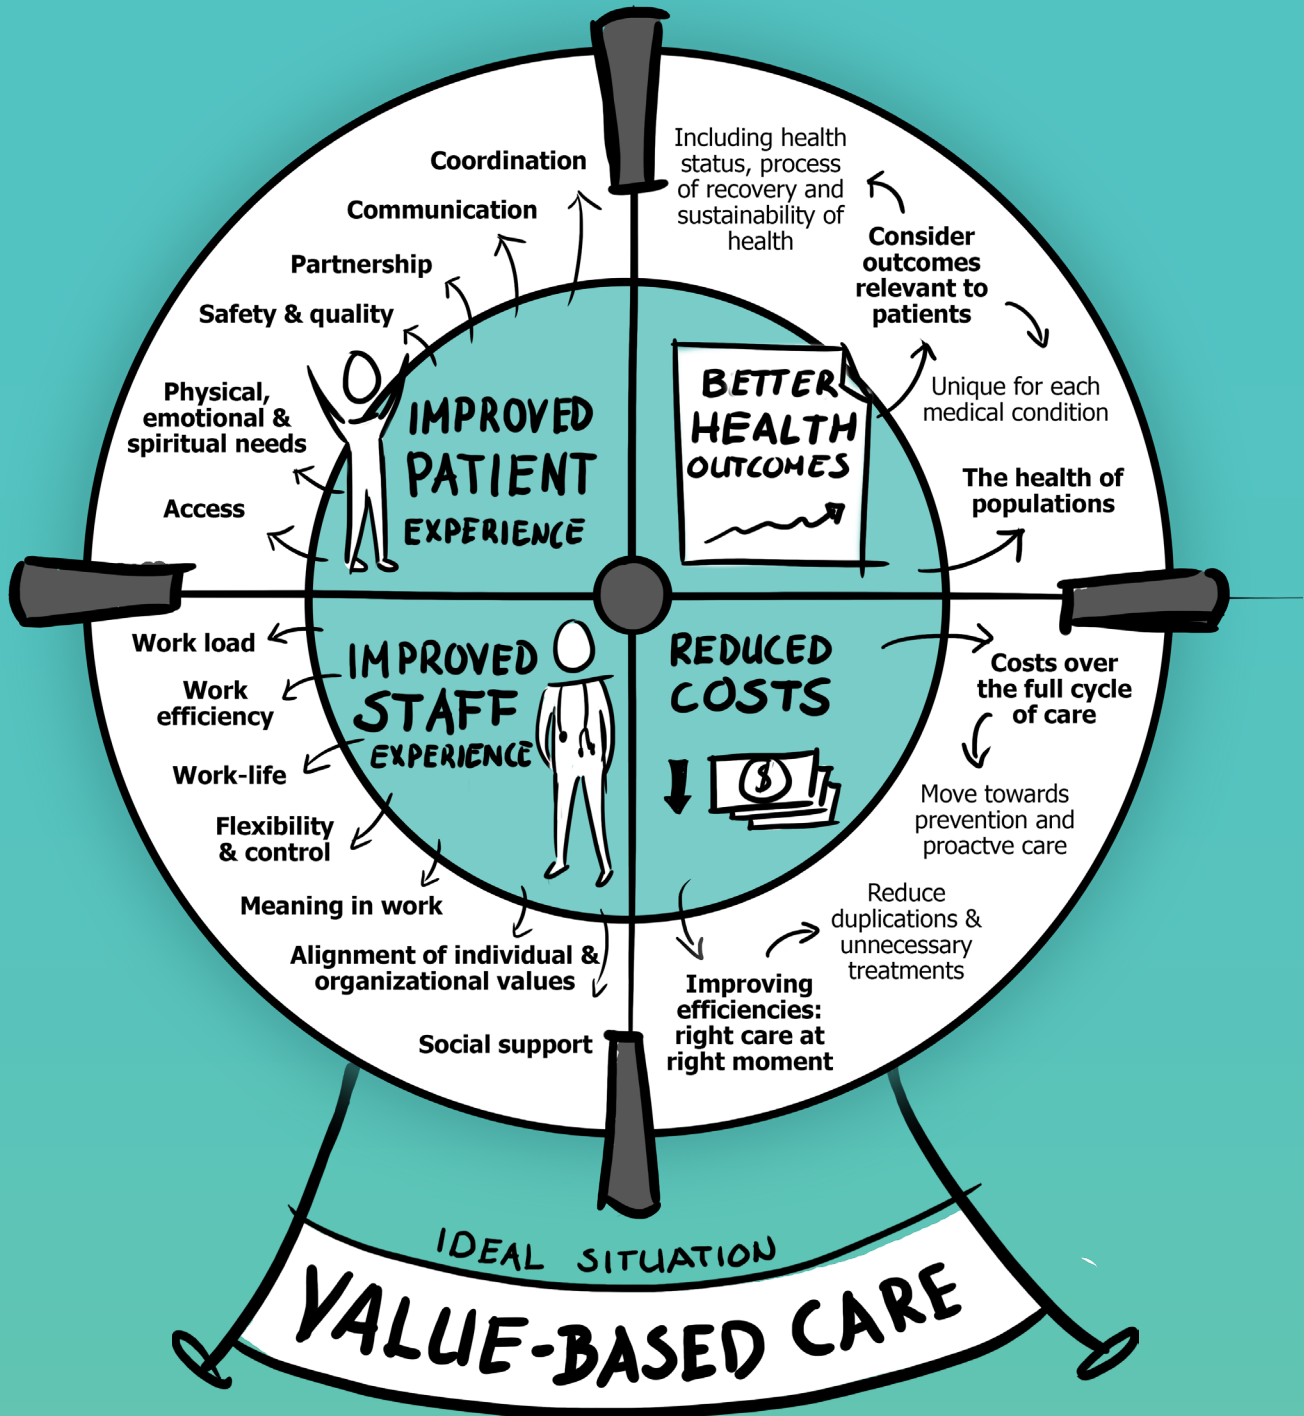 Coordination
Communication
Partnership
Safety & quality
Physical,
emotional &
spiritual needs
Access
IMPROVED
PATIENT
EXPERIENCE
Including health
status, process
of recovery and
sustainability of
health
Consider
outcomes
relevant to
patients
Unique for each
medical condition
The health of
populations
BETTER
HEALTH
OUTCOMES
Work load
Work
efficiency
Work-life
Flexibility
& control
Meaning in work
Alignment of individual &
organizational values
Social support
IMPROVED
STAFF
EXPERIENCE
REDUCED
COSTS
$
Costs over
the full cycle
of care
Move towards
prevention and
proactve care
Reduce
duplications &
unnecessary
treatments
Improving
efficiencies:
right care at
right moment
IDEAL SITUATION
VALUE-BASED CARE